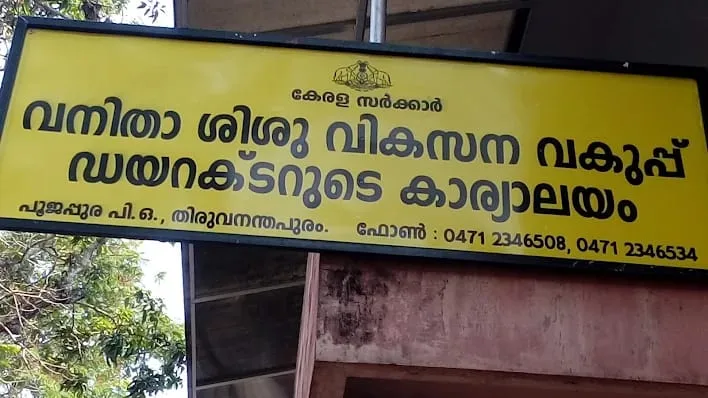 കേരള സർക്കാർ
വനിതാ ശിശു വികസന വകുപ്പ്
ഡയറക്ടറുടെ കാര്യാലയം
പൂജപ്പുര പി.ഒ., തിരുവനന്തപുരം. ഫോൺ : 0471 2346508, 0471 2346534